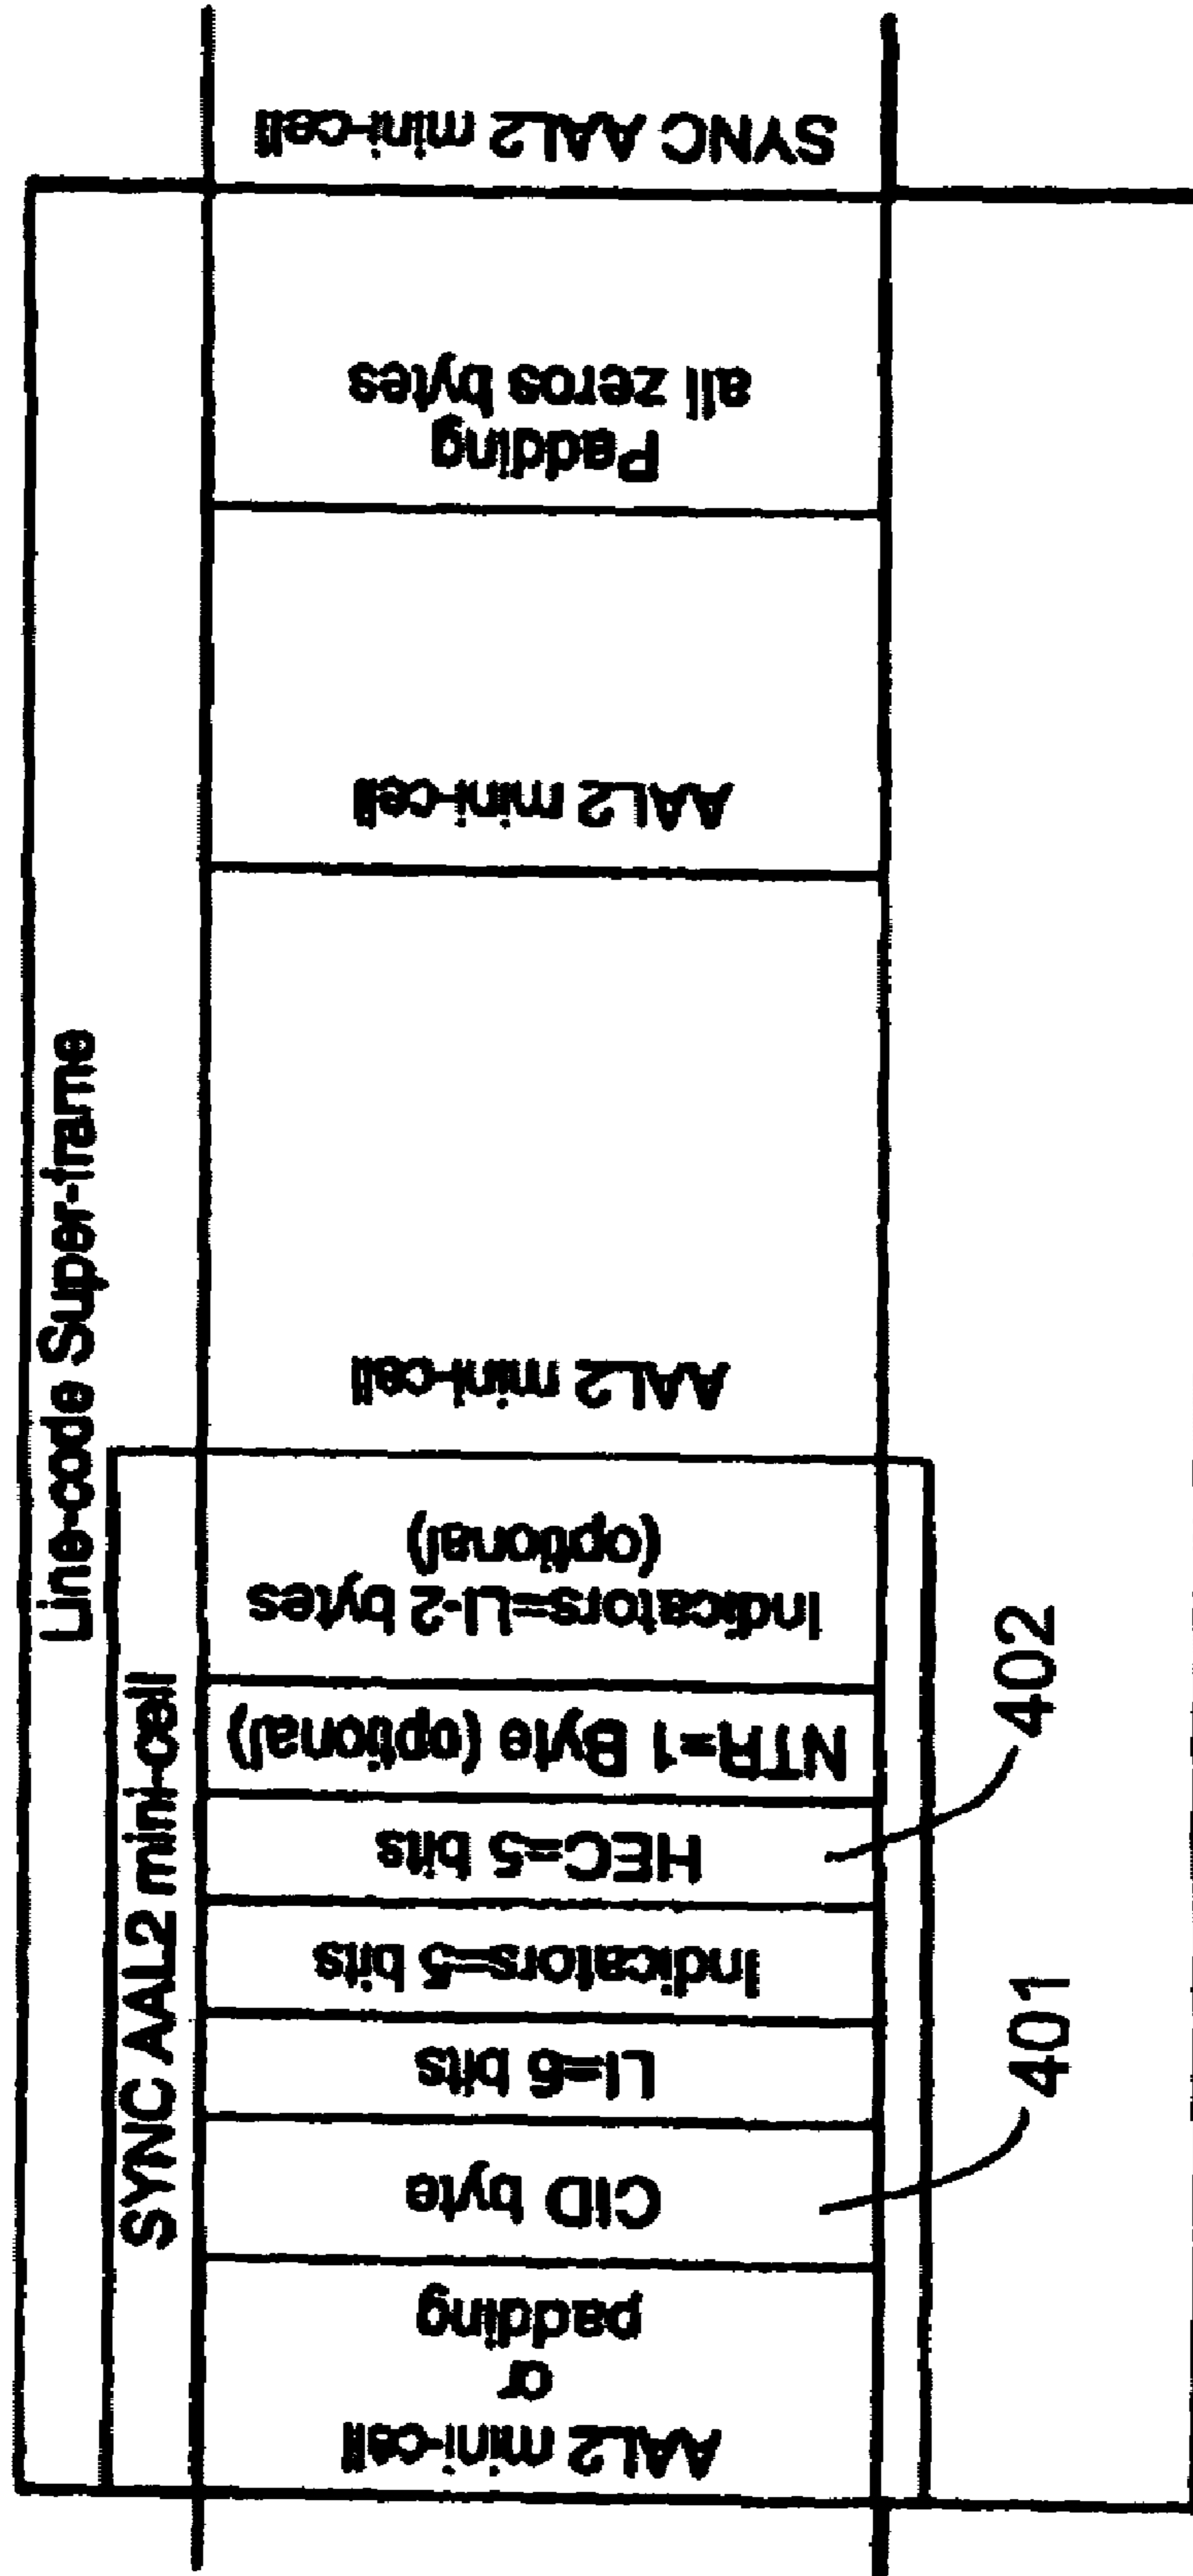 Line-code Super-frame
SYNC AAL2 mini-cell
AAL2 mini-cell
or
padding
CID byte
LI=6 bits
Indicators=5 bits
HEC=5 bits
NTR=1 Byte (optional)
Indicators=LI-2 bytes
(optional)
AAL2 mini-cell
AAL2 mini-cell
Padding
all zeros bytes
SYNC AAL2 mini-cell
401
402